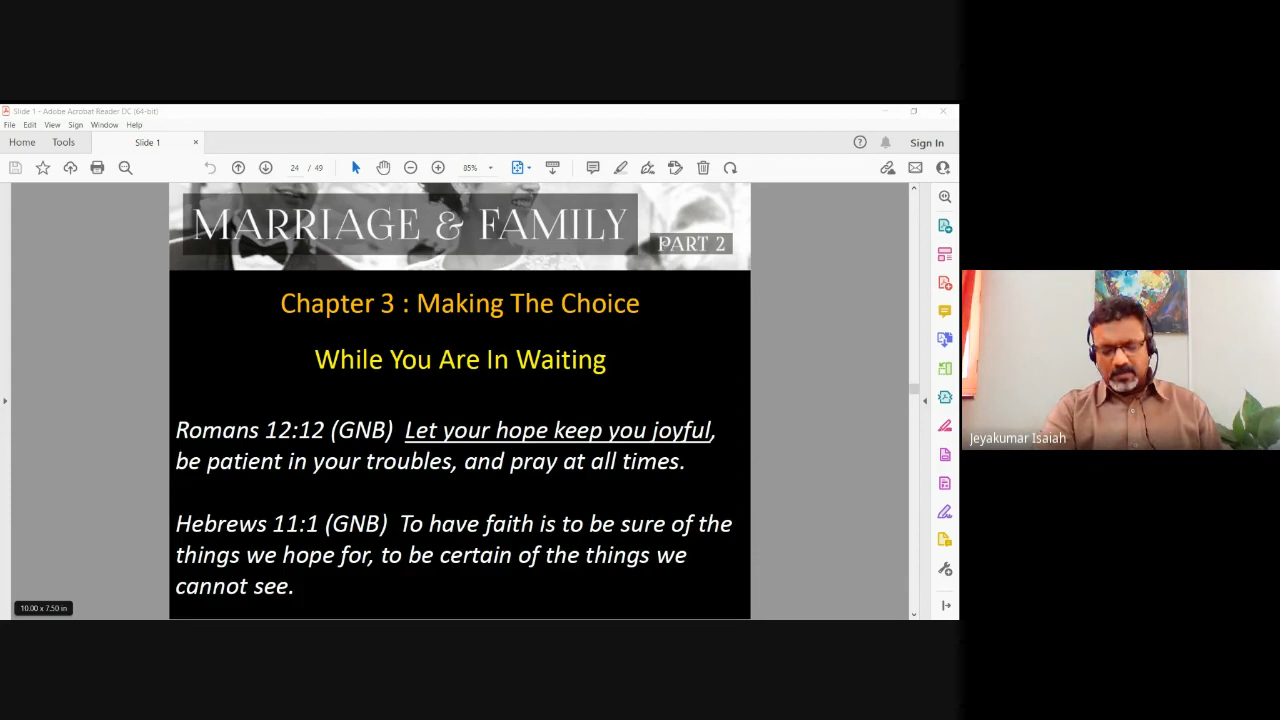 Slide 1 - Adobe Acrobat Reader DC (64-bit)
File Edit View Sign Window Help
Home Tools Slide 1 × Sign In
24 / 49 85%
MARRIAGE & FAMILY
PART 2
Chapter 3 : Making The Choice
While You Are In Waiting
Romans 12:12 (GNB) Let your hope keep you joyful,
be patient in your troubles, and pray at all times.
Hebrews 11:1 (GNB) To have faith is to be sure of the
things we hope for, to be certain of the things we
cannot see.
10.00 x 7.50 in
Jeyakumar Isaiah